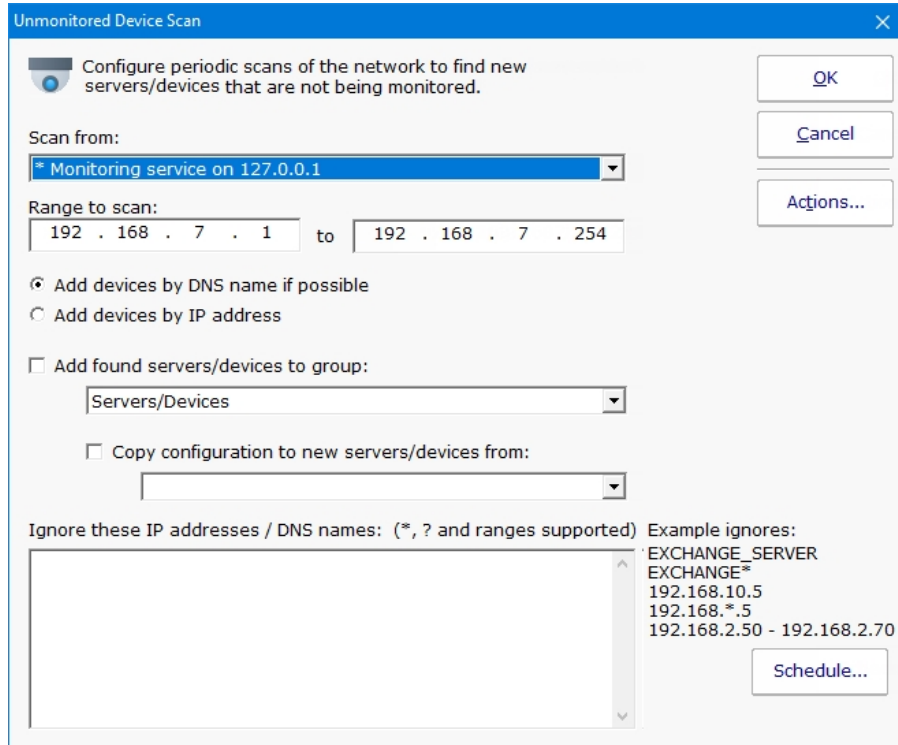 Unmonitored Device Scan
Configure periodic scans of the network to find new
servers/devices that are not being monitored.
OK
Cancel
Actions...
Scan from:
* Monitoring service on 127.0.0.1
Range to scan:
192 . 168 . 7 . 1 to 192 . 168 . 7 . 254
Add devices by DNS name if possible
Add devices by IP address
Add found servers/devices to group:
Servers/Devices
Copy configuration to new servers/devices from:
Ignore these IP addresses / DNS names: (*, ? and ranges supported)
Example ignores:
EXCHANGE_SERVER
EXCHANGE*
192.168.10.5
192.168.*.5
192.168.2.50 - 192.168.2.70
Schedule...